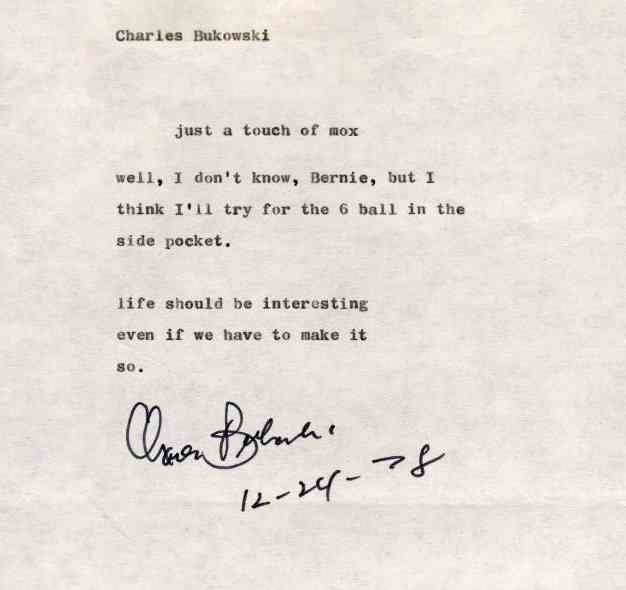 Charles Bukowski
just a touch of mox
well, I don't know, Bernie, but I
think I'll try for the 6 ball in the
side pocket.
life should be interesting
even if we have to make it
so.
Charles Bukowski
12-24-78